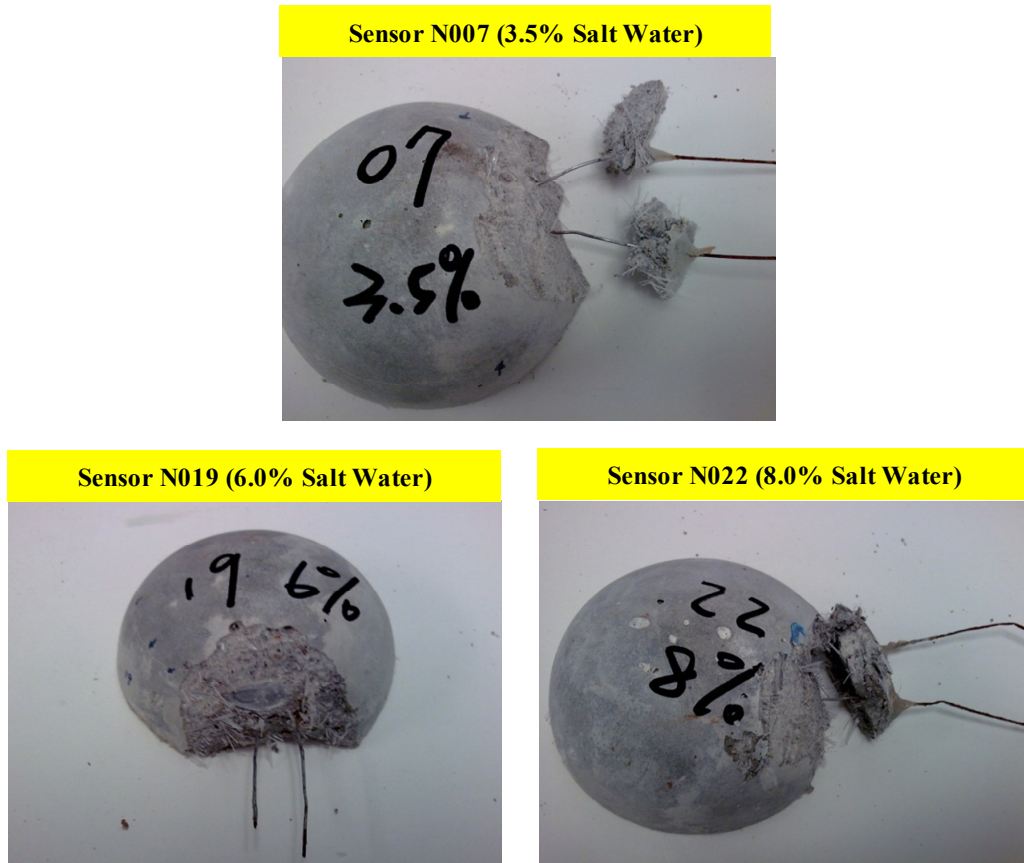 Sensor N007 (3.5% Salt Water)
07
3.5%
Sensor N019 (6.0% Salt Water)
19 6%
Sensor N022 (8.0% Salt Water)
22
8%